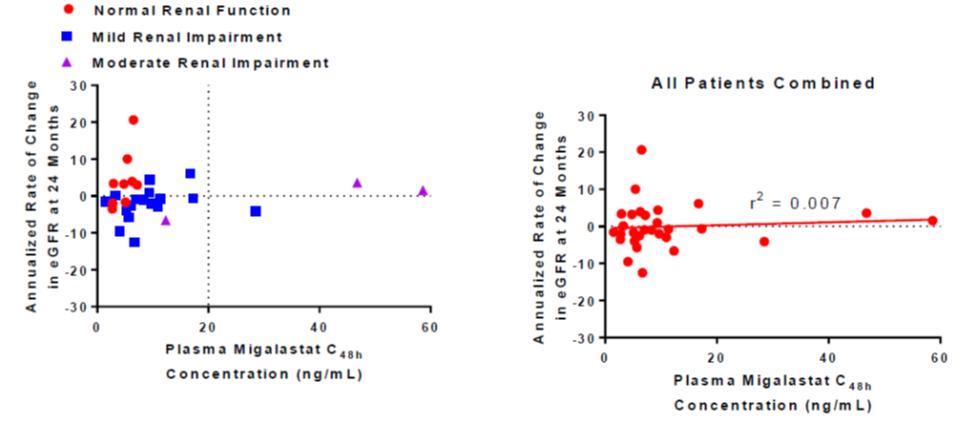 Normal Renal Function
Mild Renal Impairment
Moderate Renal Impairment
Annualized Rate of Change
in eGFR at 24 Months
30
20
10
0
-10
-20
-30
0
20
40
60
Plasma Migalastat C48h
Concentration (ng/mL)
All Patients Combined
Annualized Rate of Change
in eGFR at 24 Months
30
20
10
0
-10
-20
-30
r² = 0.007
0
20
40
60
Plasma Migalastat C48h
Concentration (ng/mL)